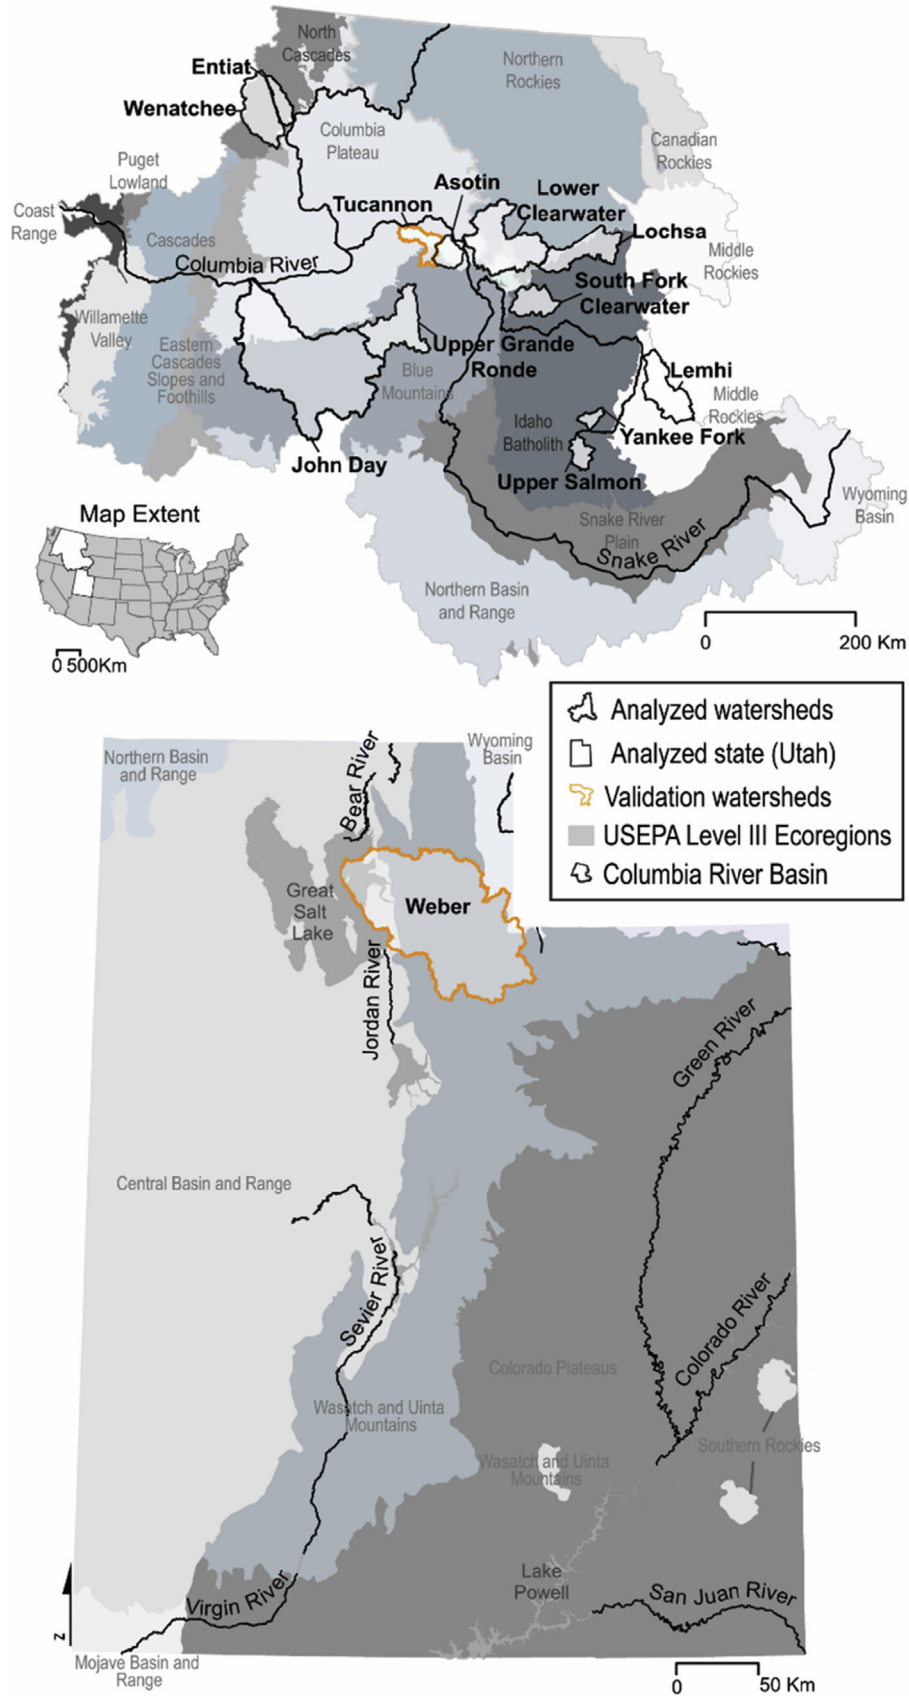 North
Cascades
Entiat
Wenatchee
Northern
Rockies
Columbia
Plateau
Canadian
Rockies
Puget
Lowland
Asotin
Lower
Clearwater
Tucannon
Coast
Range
Lochsa
Cascades
Middle
Rockies
Columbia River
South Fork
Clearwater
Willamette
Valley
Eastern
Cascades
Slopes and
Foothills
Upper Grande
Ronde
Blue
Mountains
Lemhi
Middle
Rockies
Idaho
Batholith
Yankee Fork
John Day
Upper Salmon
Wyoming
Basin
Map Extent
Snake River
Plain
Snake River
Northern Basin
and Range
0 500Km
0 200 Km
Analyzed watersheds
Analyzed state (Utah)
Validation watersheds
USEPA Level III Ecoregions
Columbia River Basin
Northern Basin
and Range
Bear River
Wyoming
Basin
Great
Salt
Lake
Weber
Jordan River
Green River
Central Basin and Range
Sevier River
Colorado River
Colorado Plateaus
Wasatch and Uinta
Mountains
Southern Rockies
Wasatch and Uinta
Mountains
Lake
Powell
Virgin River
San Juan River
N
Mojave Basin and
Range
0 50 Km